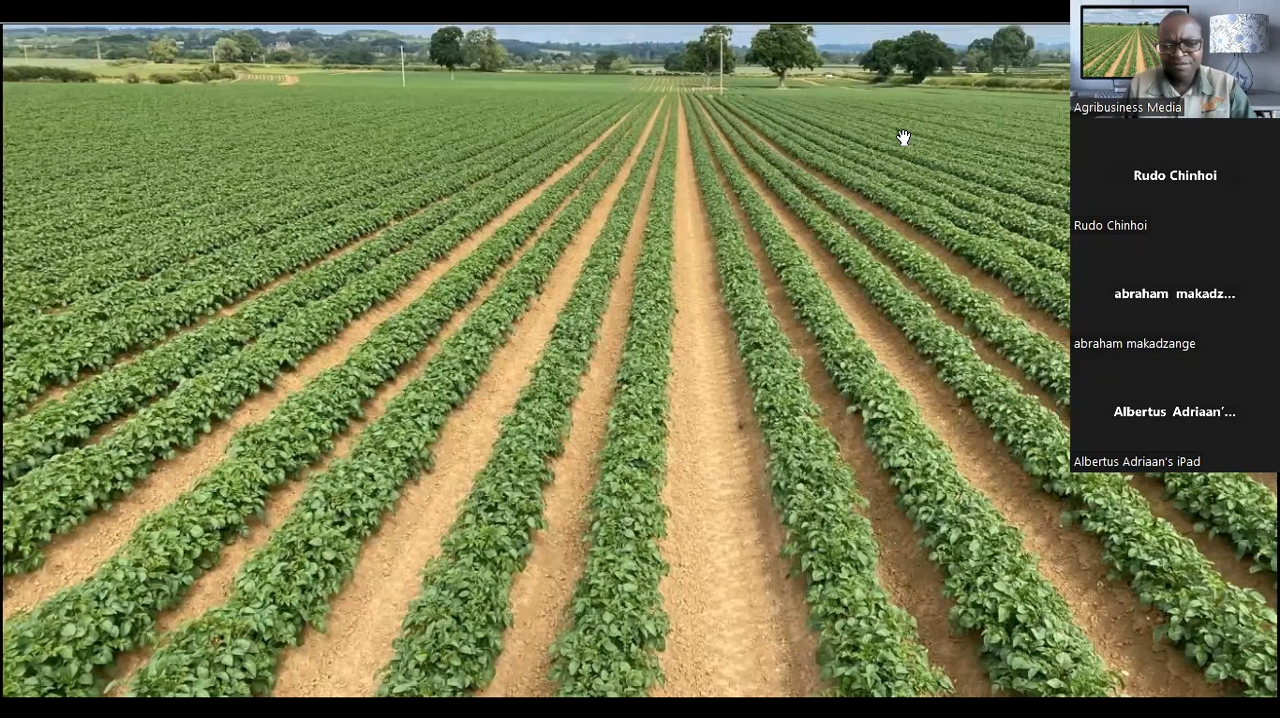 Agribusiness Media
Rudo Chinhoi
Rudo Chinhoi
abraham makadz...
abraham makadzange
Albertus Adriaan'...
Albertus Adriaan's iPad